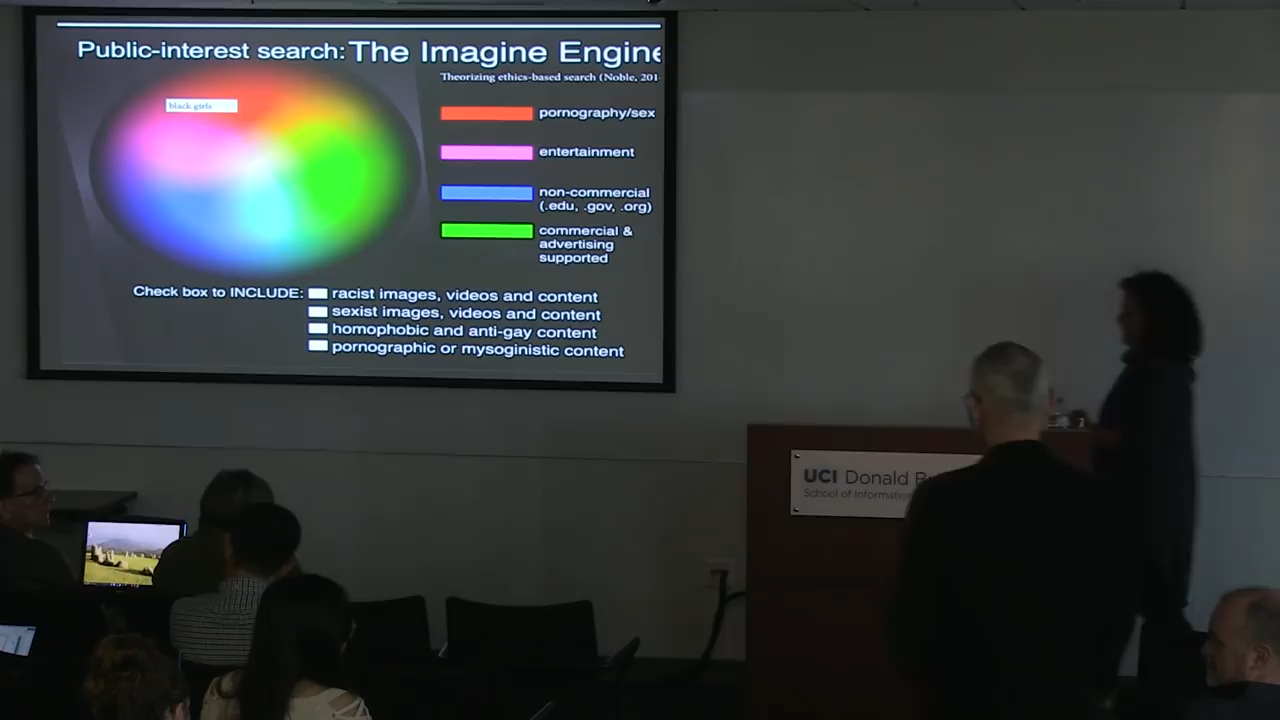 Public-interest search: The Imagine Engine
Theorizing ethics-based search (Noble, 201
black girls
pornography/sex
entertainment
non-commercial
(.edu, .gov, .org)
commercial &
advertising
supported
Check box to INCLUDE:
racist images, videos and content
sexist images, videos and content
homophobic and anti-gay content
pornographic or mysoginistic content
UCI Donald
School of